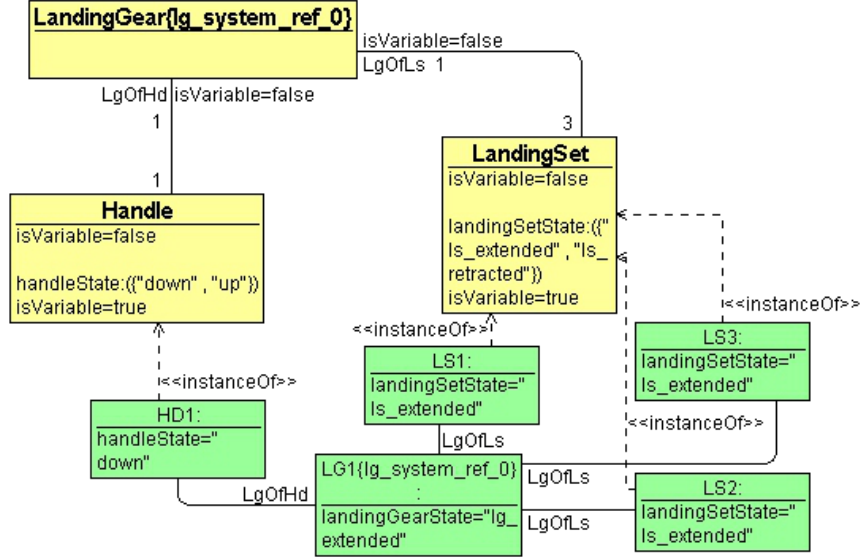 LandingGear{lg_system_ref_0}
isVariable=false
LgOfLs 1
LgOfHd isVariable=false
1
3
1
LandingSet
isVariable=false
landingSetState:({"
ls_extended" , "ls_
retracted"})
isVariable=true
Handle
isVariable=false
handleState:({"down" , "up"})
isVariable=true
<<instanceOf>>
<<instanceOf>>
LS3:
landingSetState="
ls_extended"
LS1:
landingSetState="
ls_extended"
<<instanceOf>>
HD1:
handleState="
down"
<<instanceOf>>
LgOfLs
LG1{lg_system_ref_0}
:
landingGearState="lg_
extended"
LgOfLs
LgOfHd
LgOfLs
LS2:
landingSetState="
ls_extended"